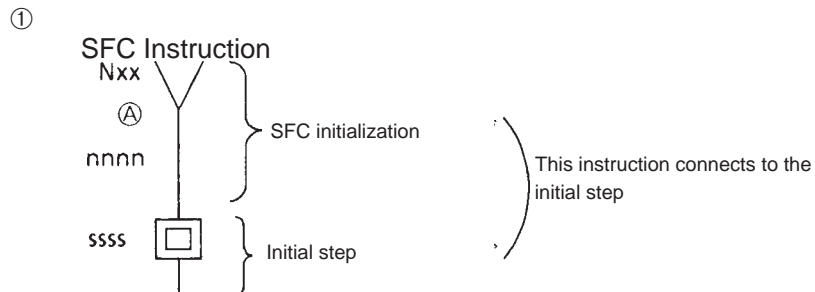 ①
SFC Instruction
Nxx
Ⓐ
SFC initialization
nnnn
This instruction connects to the
initial step
ssss
Initial step